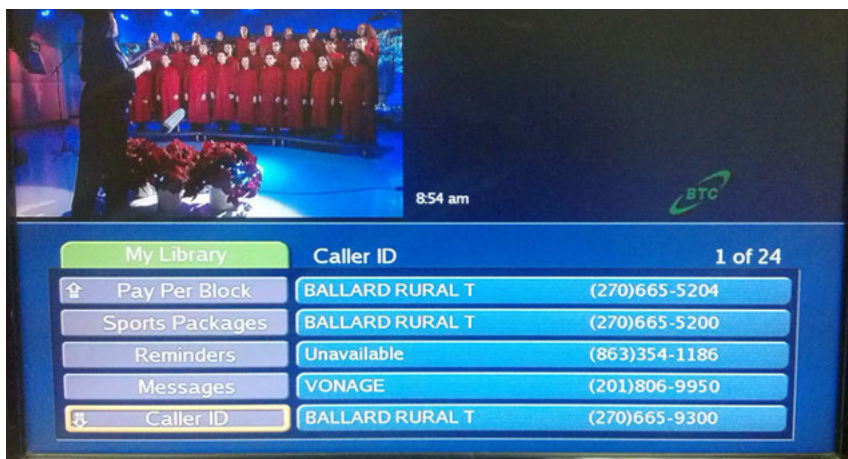 8:54 am
BTC
My Library
Caller ID
1 of 24
Pay Per Block
BALLARD RURAL T
(270)665-5204
Sports Packages
BALLARD RURAL T
(270)665-5200
Reminders
Unavailable
(863)354-1186
Messages
VONAGE
(201)806-9950
Caller ID
BALLARD RURAL T
(270)665-9300